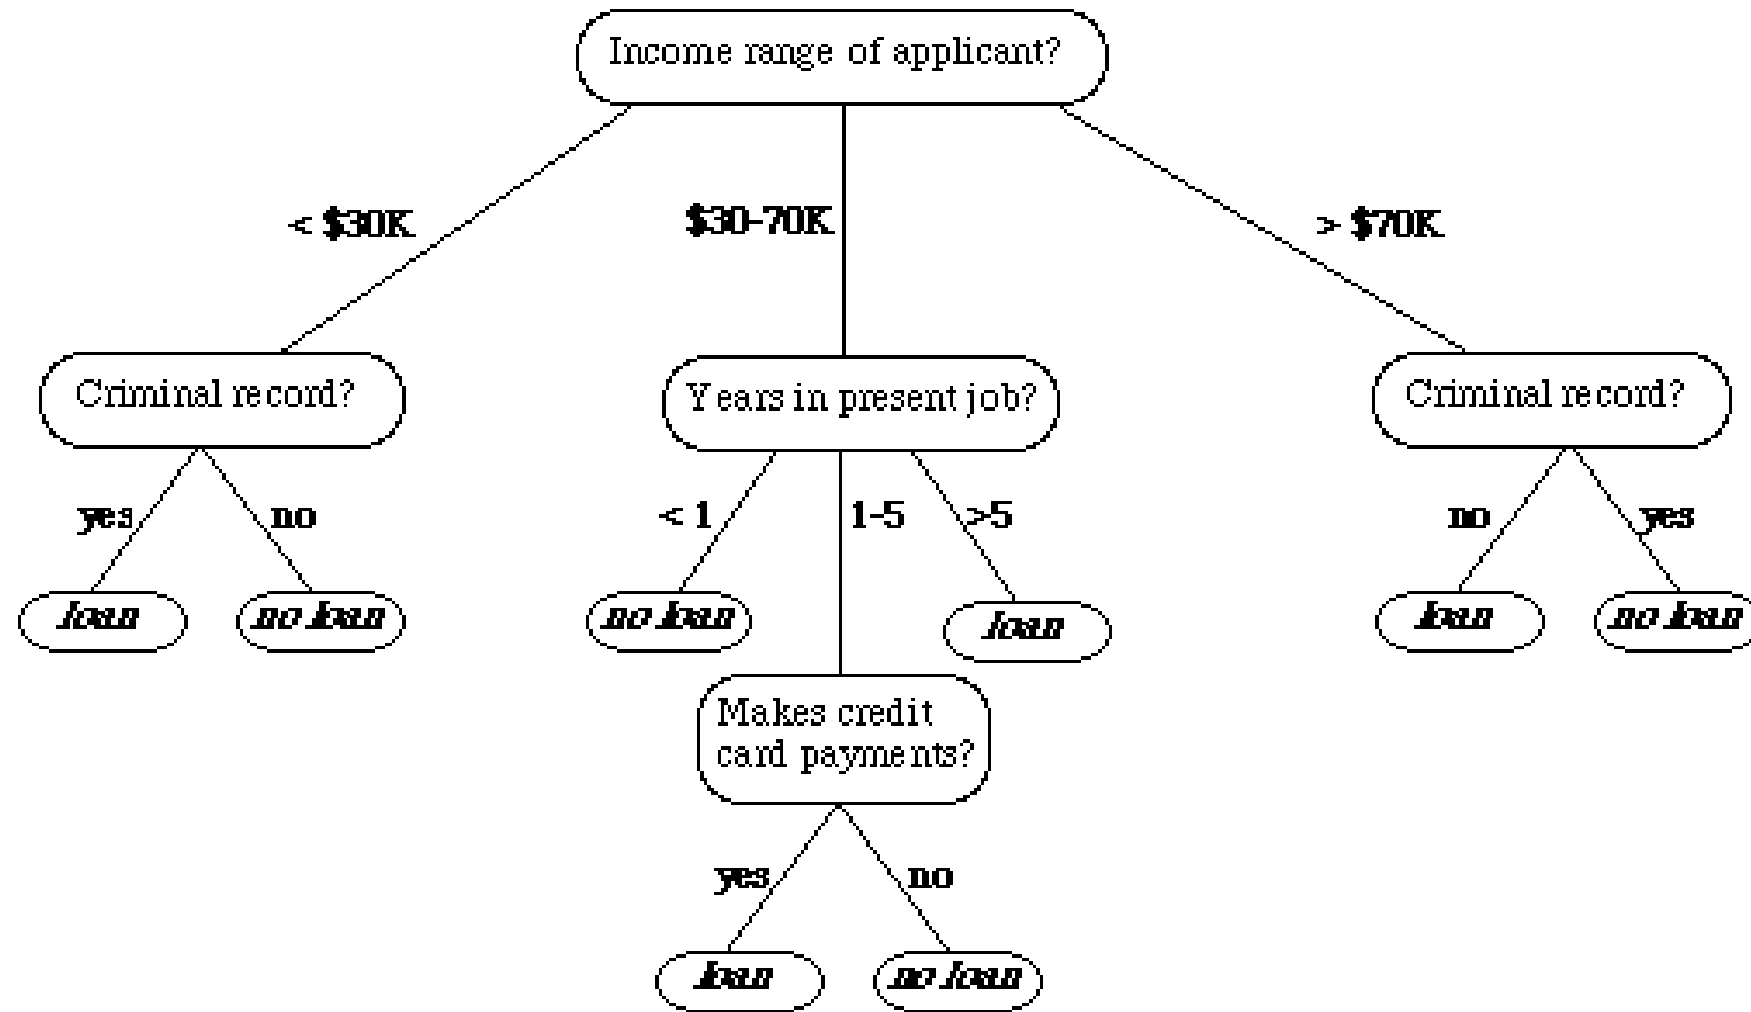 Income range of applicant?
< $30K
$30-70K
> $70K
Criminal record?
Years in present job?
Criminal record?
yes
no
< 1
1-5
>5
no
yes
loan
no loan
no loan
loan
loan
no loan
Makes credit
card payments?
yes
no
loan
no loan